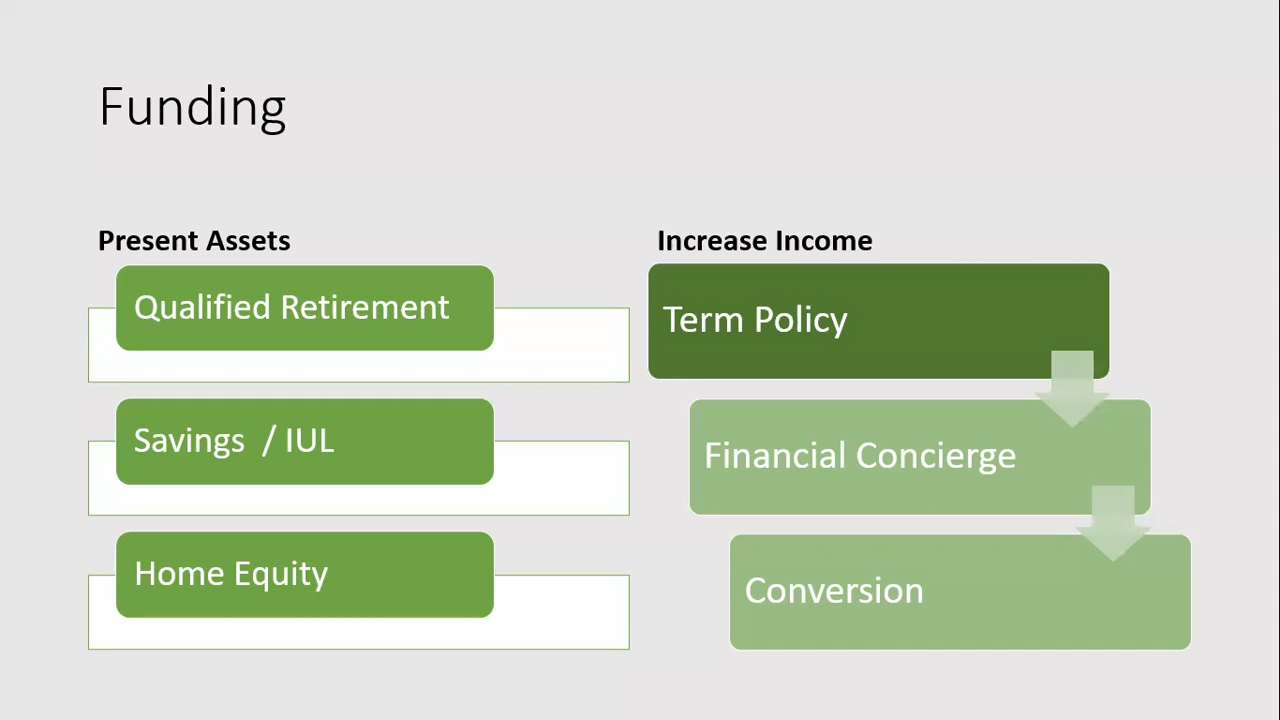 Funding
Present Assets
Qualified Retirement
Savings / IUL
Home Equity
Increase Income
Term Policy
Financial Concierge
Conversion